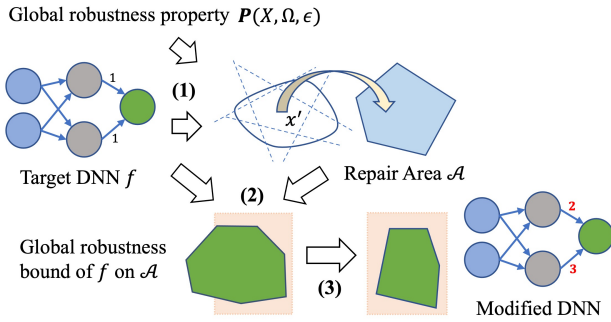 Global robustness property P(X, Ω, ϵ)
1
1
(1)
x′
Target DNN f
Repair Area 𝒜
(2)
Global robustness
bound of f on 𝒜
(3)
2
3
Modified DNN